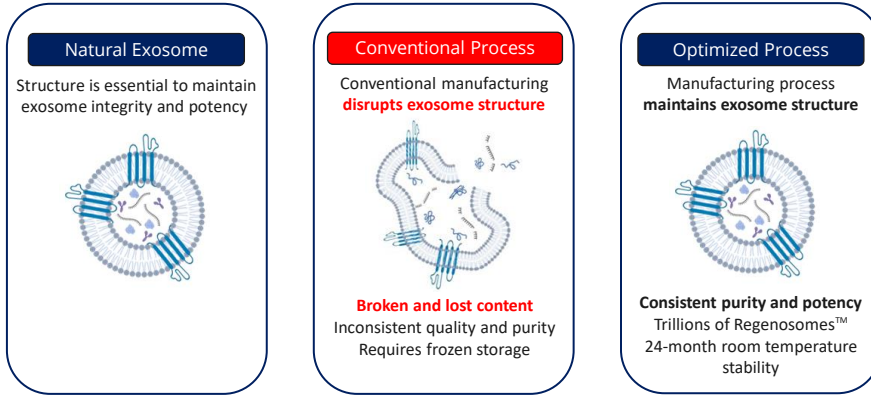 Natural Exosome
Structure is essential to maintain
exosome integrity and potency
Conventional Process
Conventional manufacturing
disrupts exosome structure
Broken and lost content
Inconsistent quality and purity
Requires frozen storage
Optimized Process
Manufacturing process
maintains exosome structure
Consistent purity and potency
Trillions of Regenosomes™
24-month room temperature
stability